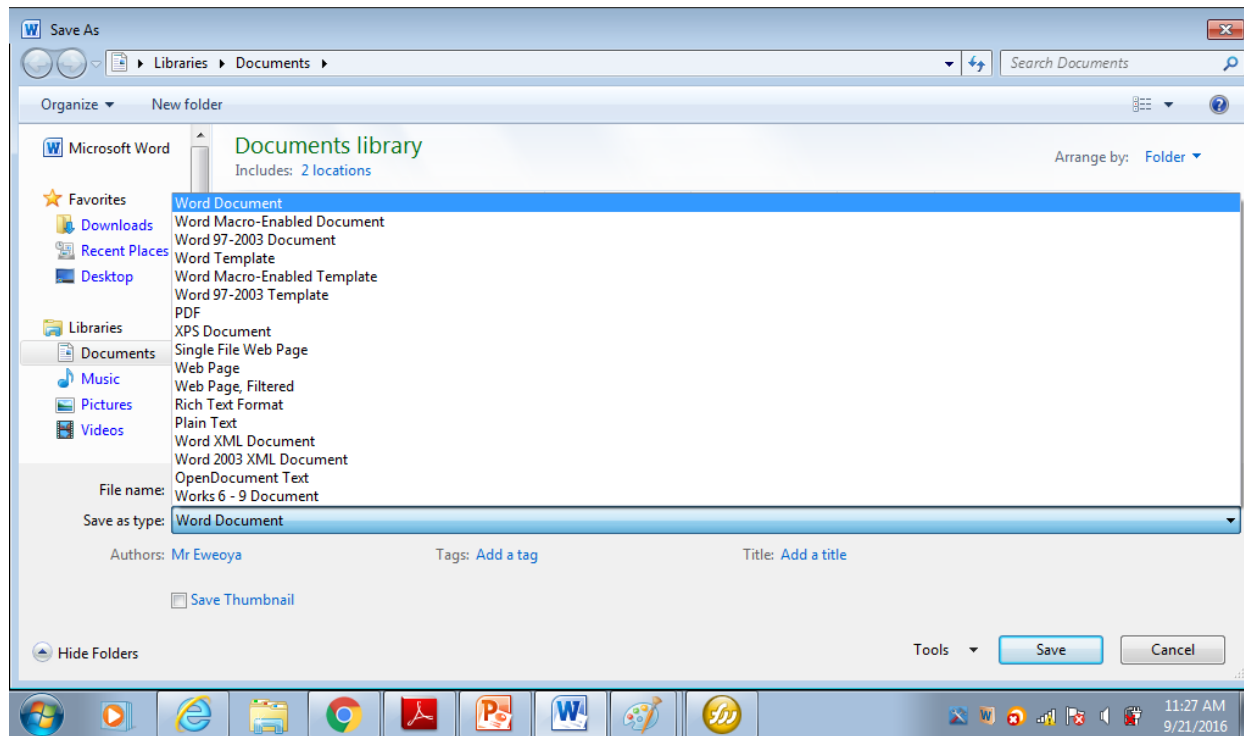 Save As
Libraries Documents
Search Documents
Organize New folder
Microsoft Word
Documents library
Includes: 2 locations
Arrange by: Folder
Favorites
Downloads
Recent Places
Desktop
Libraries
Documents
Music
Pictures
Videos
Word Document
Word Macro-Enabled Document
Word 97-2003 Document
Word Template
Word Macro-Enabled Template
Word 97-2003 Template
PDF
XPS Document
Single File Web Page
Web Page
Web Page, Filtered
Rich Text Format
Plain Text
Word XML Document
Word 2003 XML Document
OpenDocument Text
Works 6 - 9 Document
File name:
Save as type: Word Document
Authors: Mr Eweoya Tags: Add a tag Title: Add a title
Save Thumbnail
Hide Folders Tools Save Cancel
11:27 AM
9/21/2016